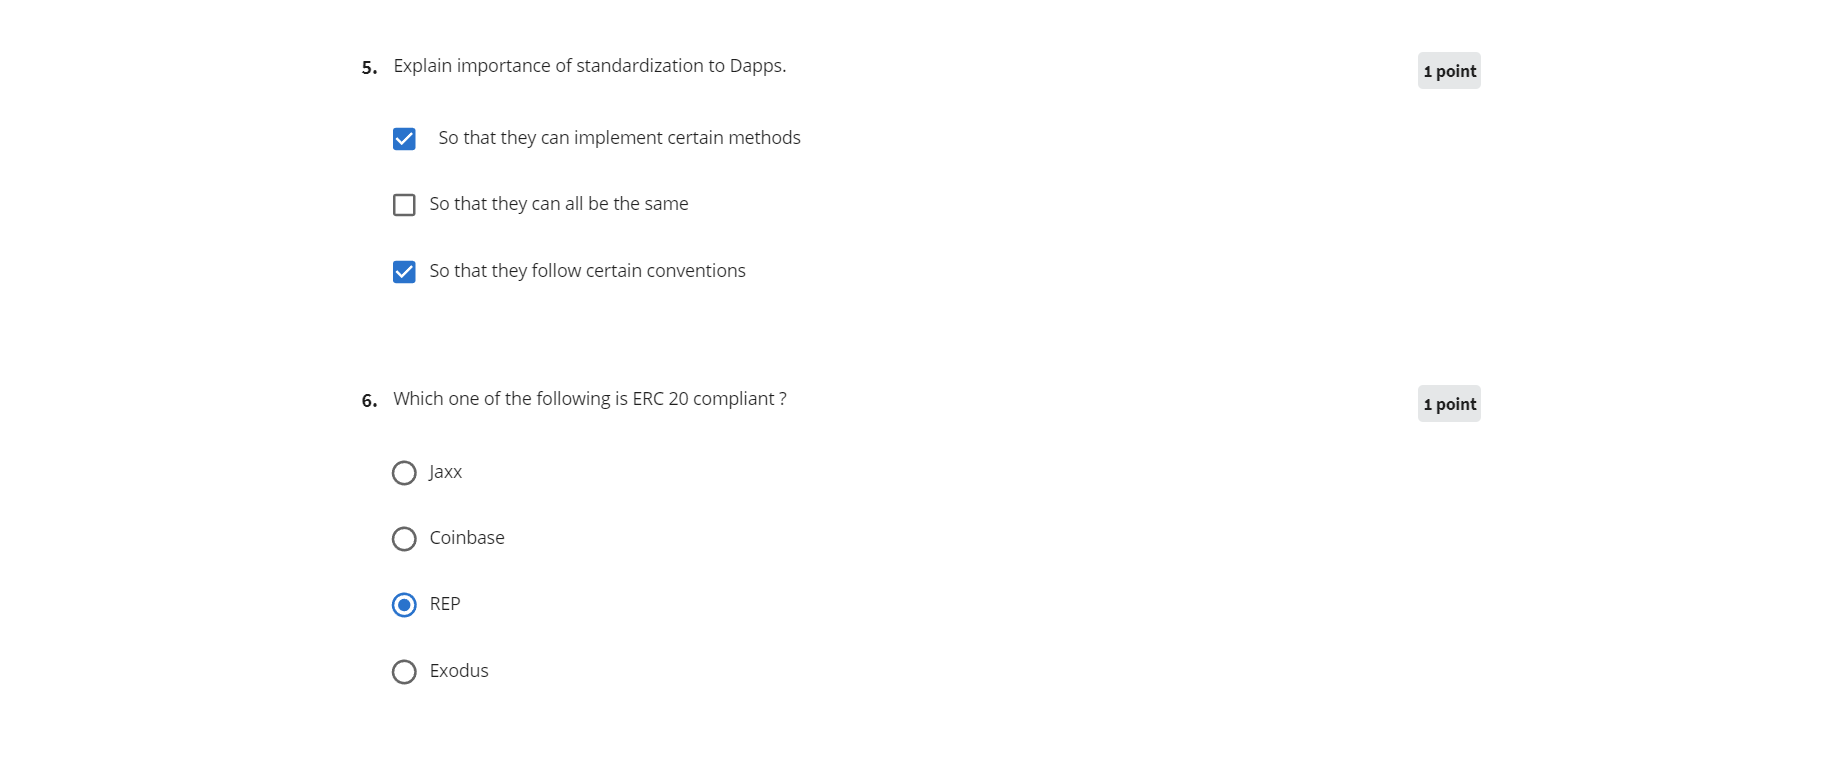 5. Explain importance of standardization to Dapps.
1 point
So that they can implement certain methods
So that they can all be the same
So that they follow certain conventions
6. Which one of the following is ERC 20 compliant ?
1 point
Jaxx
Coinbase
REP
Exodus